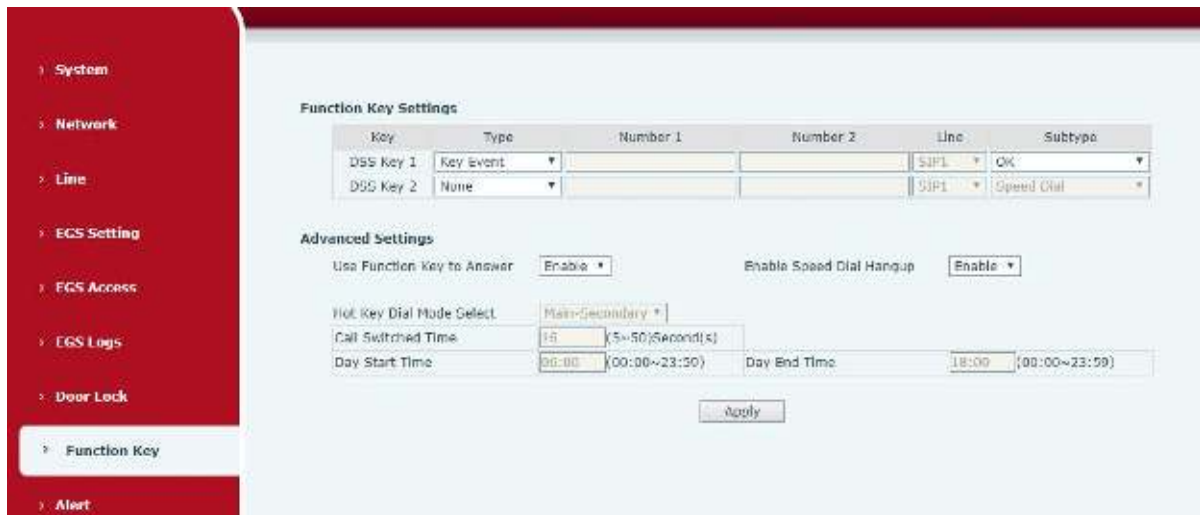 System
Network
Line
EGS Setting
EGS Access
EGS Logs
Door Lock
Function Key
Alert
Function Key Settings
Key Type Number 1 Number 2 Line Subtype
DSS Key 1 Key Event SIP1 OK
DSS Key 2 None SIP1 Speed Dial
Advanced Settings
Use Function Key to Answer Enable Enable Speed Dial Hangup Enable
Hot Key Dial Mode Select Main-Secondary
Call Switched Time 16 (5~50)Second(s)
Day Start Time 06:00 (00:00~23:59) Day End Time 18:00 (00:00~23:59)
Apply